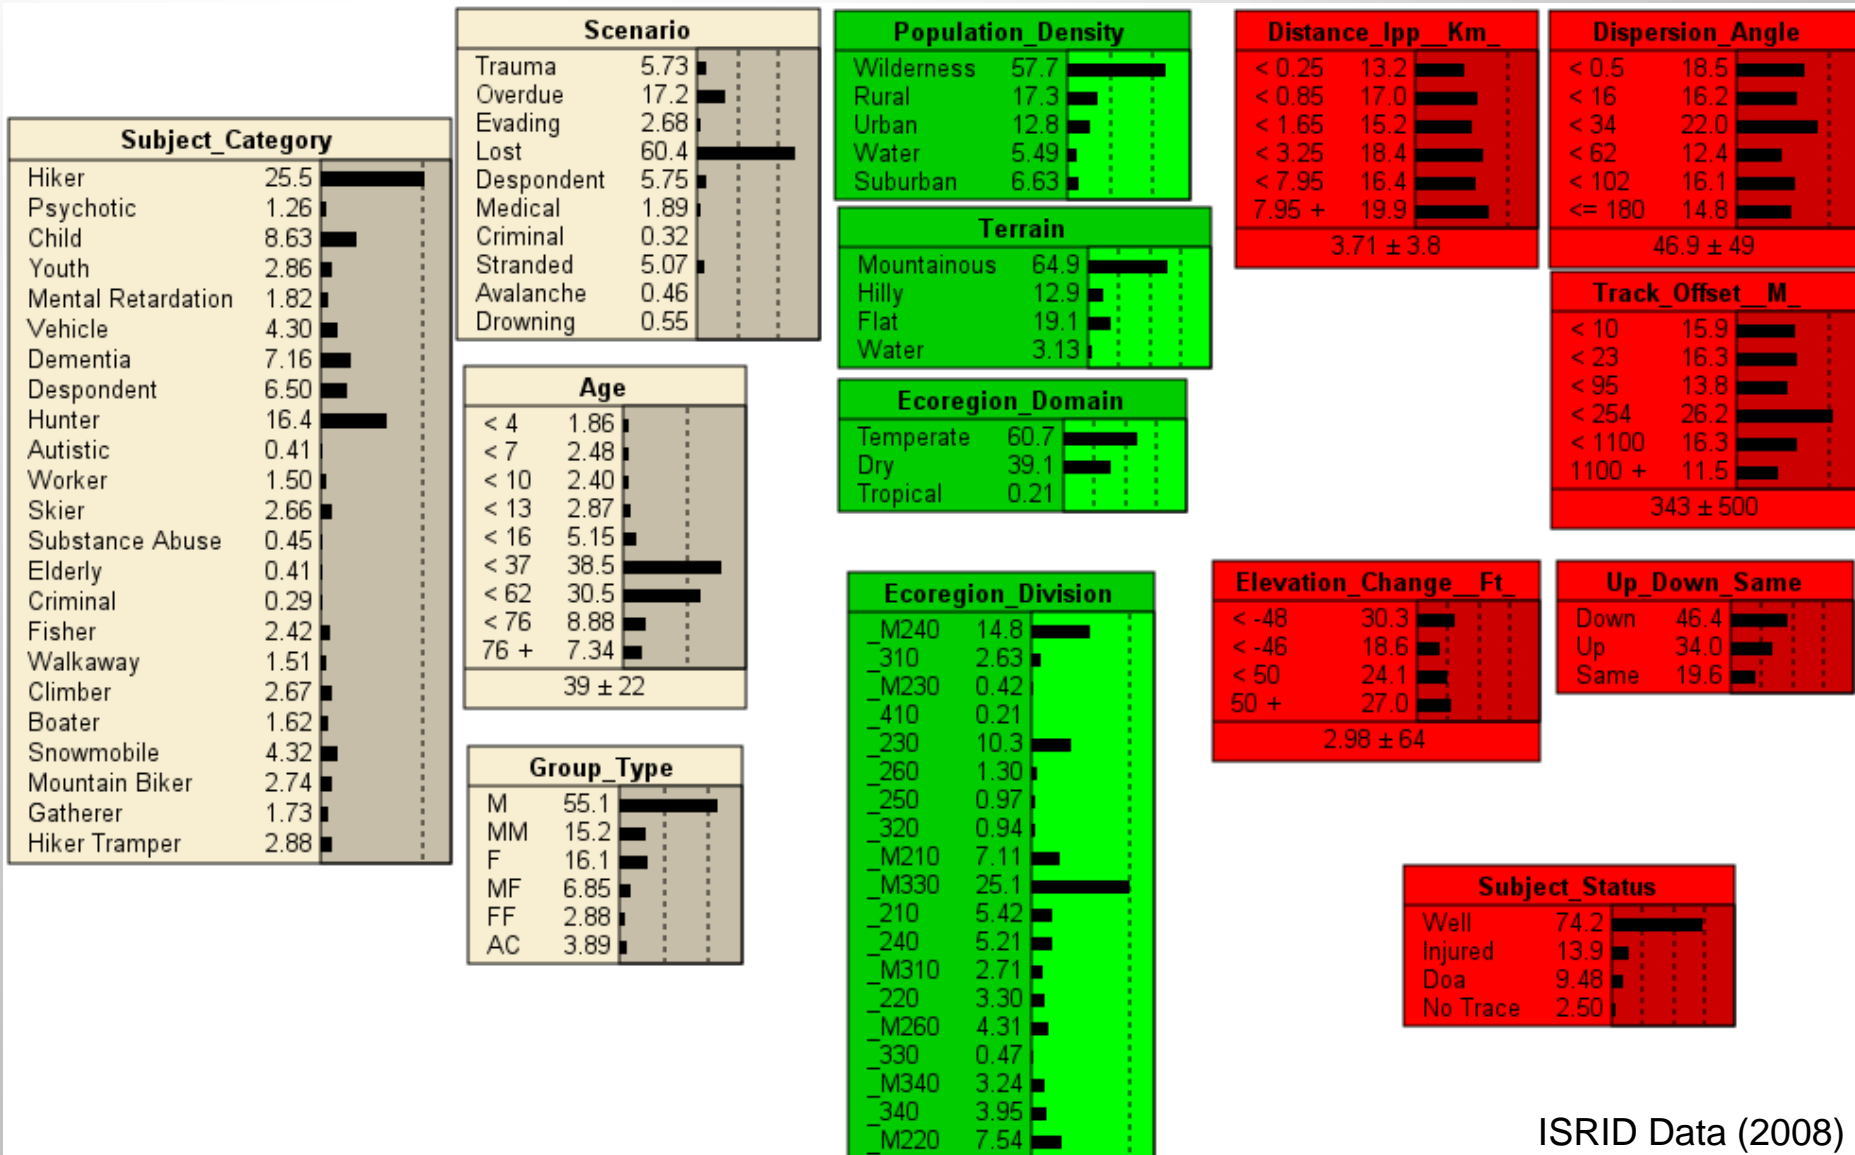 Subject_Category
Hiker 25.5
Psychotic 1.26
Child 8.63
Youth 2.86
Mental Retardation 1.82
Vehicle 4.30
Dementia 7.16
Despondent 6.50
Hunter 16.4
Autistic 0.41
Worker 1.50
Skier 2.66
Substance Abuse 0.45
Elderly 0.41
Criminal 0.29
Fisher 2.42
Walkaway 1.51
Climber 2.67
Boater 1.62
Snowmobile 4.32
Mountain Biker 2.74
Gatherer 1.73
Hiker Tramper 2.88
Scenario
Trauma 5.73
Overdue 17.2
Evading 2.68
Lost 60.4
Despondent 5.75
Medical 1.89
Criminal 0.32
Stranded 5.07
Avalanche 0.46
Drowning 0.55
Age
< 4 1.86
< 7 2.48
< 10 2.40
< 13 2.87
< 16 5.15
< 37 38.5
< 62 30.5
< 76 8.88
76 + 7.34
39 ± 22
Group_Type
M 55.1
MM 15.2
F 16.1
MF 6.85
FF 2.88
AC 3.89
Population_Density
Wilderness 57.7
Rural 17.3
Urban 12.8
Water 5.49
Suburban 6.63
Terrain
Mountainous 64.9
Hilly 12.9
Flat 19.1
Water 3.13
Ecoregion_Domain
Temperate 60.7
Dry 39.1
Tropical 0.21
Ecoregion_Division
_M240 14.8
_310 2.63
_M230 0.42
_410 0.21
_230 10.3
_260 1.30
_250 0.97
_320 0.94
_M210 7.11
_M330 25.1
_210 5.42
_240 5.21
_M310 2.71
_220 3.30
_M260 4.31
_330 0.47
_M340 3.24
_340 3.95
_M220 7.54
Distance_Ipp__Km_
< 0.25 13.2
< 0.85 17.0
< 1.65 15.2
< 3.25 18.4
< 7.95 16.4
7.95 + 19.9
3.71 ± 3.8
Dispersion_Angle
< 0.5 18.5
< 16 16.2
< 34 22.0
< 62 12.4
< 102 16.1
<= 180 14.8
46.9 ± 49
Track_Offset__M_
< 10 15.9
< 23 16.3
< 95 13.8
< 254 26.2
< 1100 16.3
1100 + 11.5
343 ± 500
Elevation_Change__Ft_
< -48 30.3
< -46 18.6
< 50 24.1
50 + 27.0
2.98 ± 64
Up_Down_Same
Down 46.4
Up 34.0
Same 19.6
Subject_Status
Well 74.2
Injured 13.9
Doa 9.48
No Trace 2.50
ISRID Data (2008)